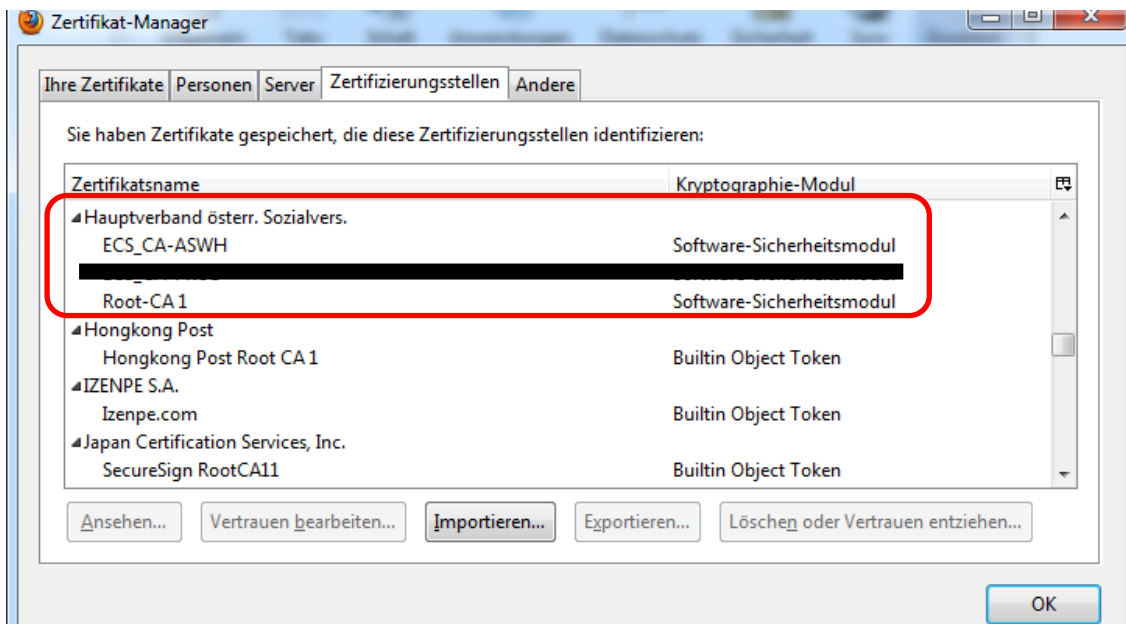 Zertifikat-Manager
Ihre Zertifikate Personen Server Zertifizierungsstellen Andere
Sie haben Zertifikate gespeichert, die diese Zertifizierungsstellen identifizieren:
Zertifikatsname Kryptographie-Modul
Hauptverband österr. Sozialvers.
ECS_CA-ASWH Software-Sicherheitsmodul
Root-CA 1 Software-Sicherheitsmodul
Hongkong Post
Hongkong Post Root CA 1 Builtin Object Token
IZENPE S.A.
Izenpe.com Builtin Object Token
Japan Certification Services, Inc.
SecureSign RootCA11 Builtin Object Token
Ansehen... Vertrauen bearbeiten... Importieren... Exportieren... Löschen oder Vertrauen entziehen...
OK